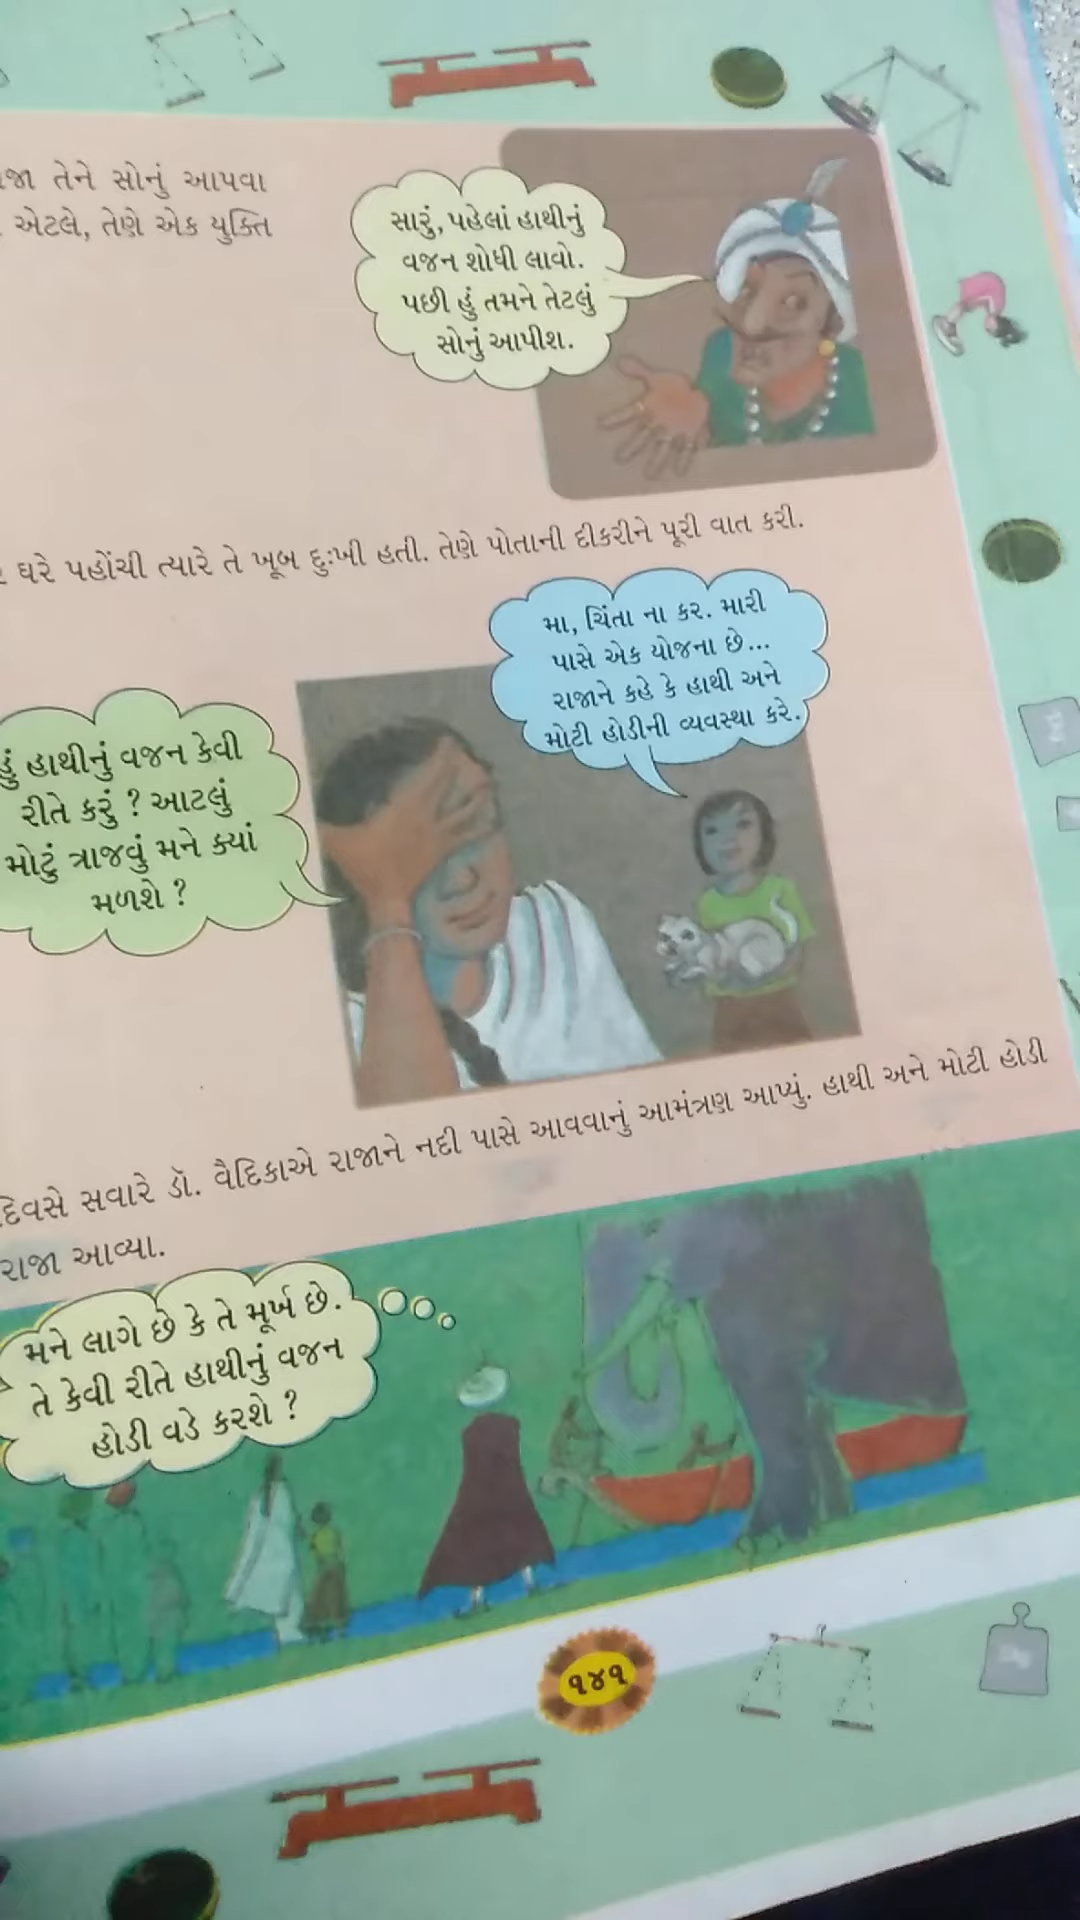 તેને સોનું આપવા
એટલે, તેણે એક યુક્તિ
સારું, પહેલાં હાથીનું
વજન શોધી લાવો.
પછી હું તમને તેટલું
સોનું આપીશ.
ઘરે પહોંચી ત્યારે તે ખૂબ દુઃખી હતી. તેણે પોતાની દીકરીને પૂરી વાત કરી.
મા, ચિંતા ના કર. મારી
પાસે એક યોજના છે...
રાજાને કહે કે હાથી અને
મોટી હોડીની વ્યવસ્થા કરે.
હું હાથીનું વજન કેવી
રીતે કરું ? આટલું
મોટું ત્રાજવું મને ક્યાં
મળશે ?
દિવસે સવારે ડૉ. વૈદિકાએ રાજાને નદી પાસે આવવાનું આમંત્રણ આપ્યું. હાથી અને મોટી હોડી
રાજા આવ્યા.
મને લાગે છે કે તે મૂર્ખ છે.
તે કેવી રીતે હાથીનું વજન
હોડી વડે કરશે ?
૧૪૧